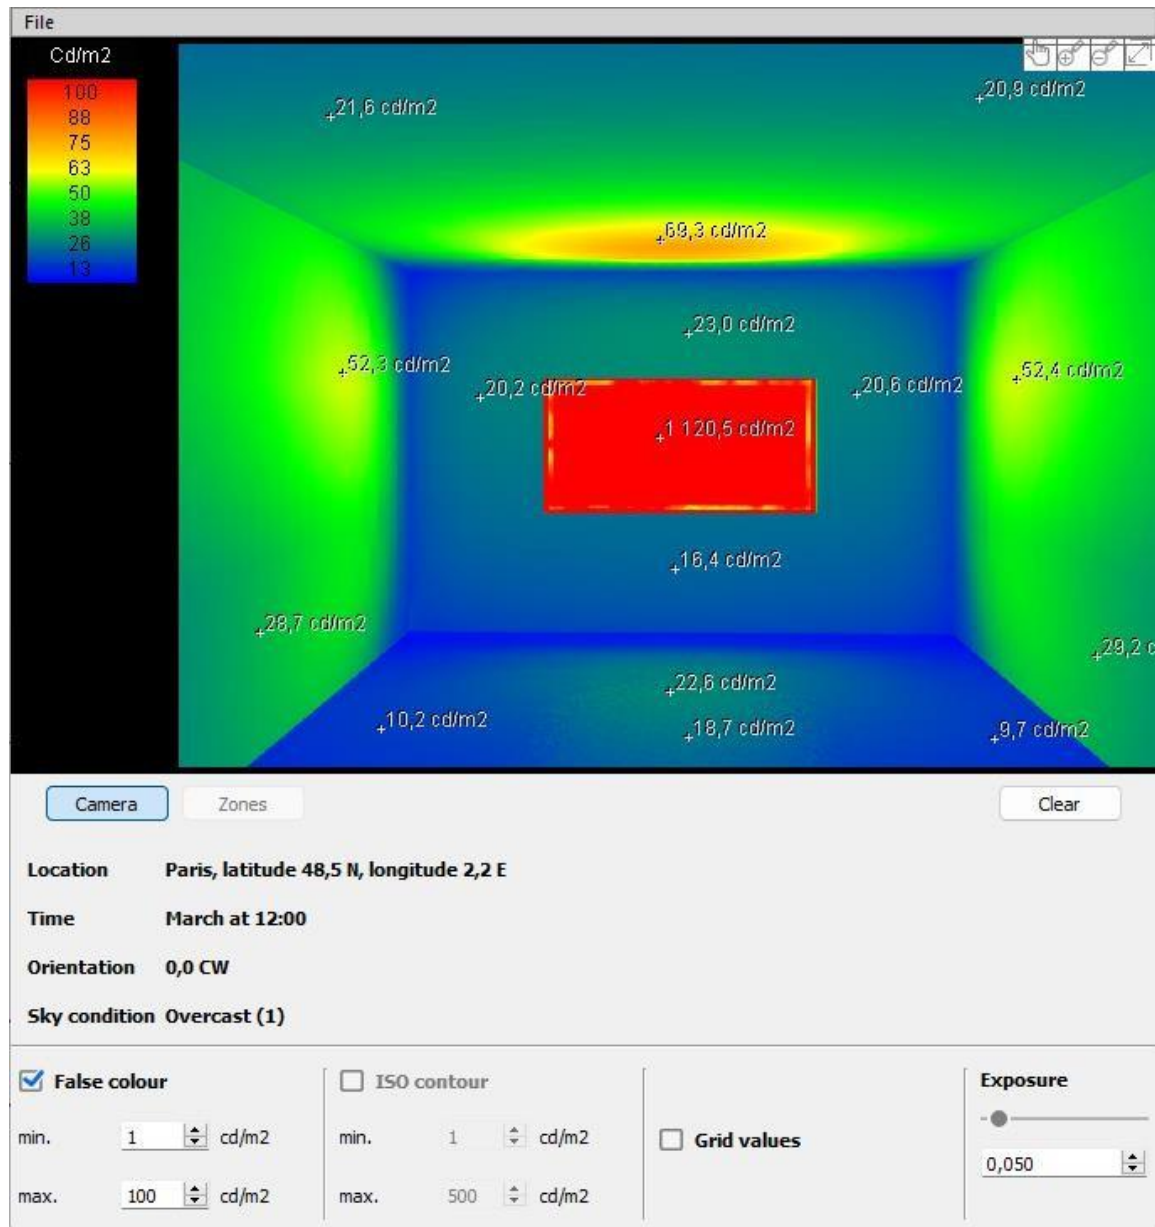 File
Cd/m2
100
88
75
63
50
38
26
13
21,6 cd/m2
20,9 cd/m2
69,3 cd/m2
23,0 cd/m2
52,3 cd/m2
20,2 cd/m2
20,6 cd/m2
52,4 cd/m2
1 120,5 cd/m2
16,4 cd/m2
28,7 cd/m2
29,2 c
22,6 cd/m2
10,2 cd/m2
18,7 cd/m2
9,7 cd/m2
Camera Zones Clear
Location Paris, latitude 48,5 N, longitude 2,2 E
Time March at 12:00
Orientation 0,0 CW
Sky condition Overcast (1)
False colour ISO contour Exposure
min. 1 cd/m2 min. 1 cd/m2 Grid values 0,050
max. 100 cd/m2 max. 500 cd/m2